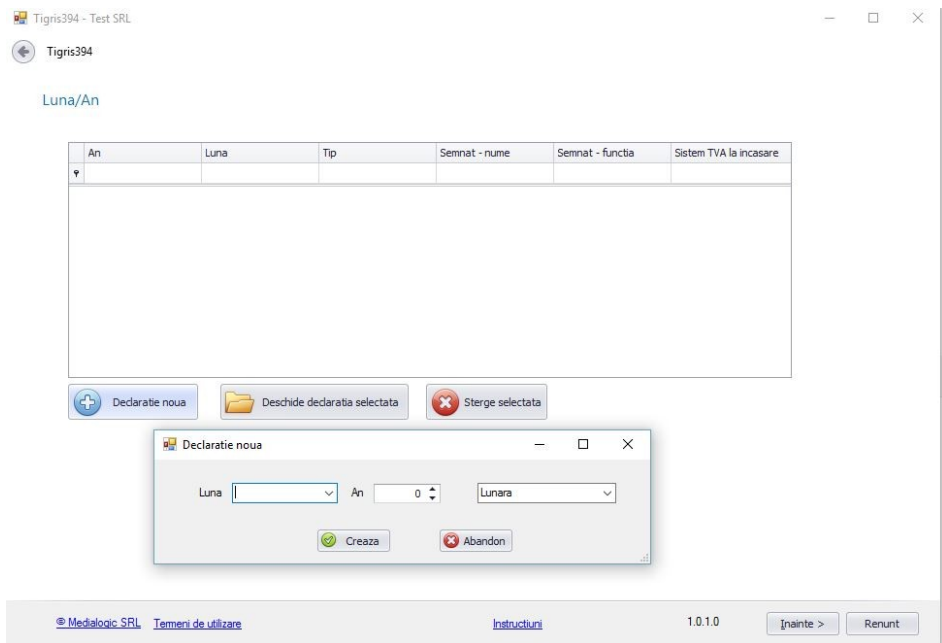 Tigris394 - Test SRL
Tigris394
Luna/An
An Luna Tip Semnat - nume Semnat - functia Sistem TVA la incasare
Declaratie noua Deschide declaratia selectata Sterge selectata
Declaratie noua
Luna An 0 Lunara
Creaza Abandon
© Medialogic SRL Termeni de utilizare Instructiuni 1.0.1.0 Inainte > Renunt